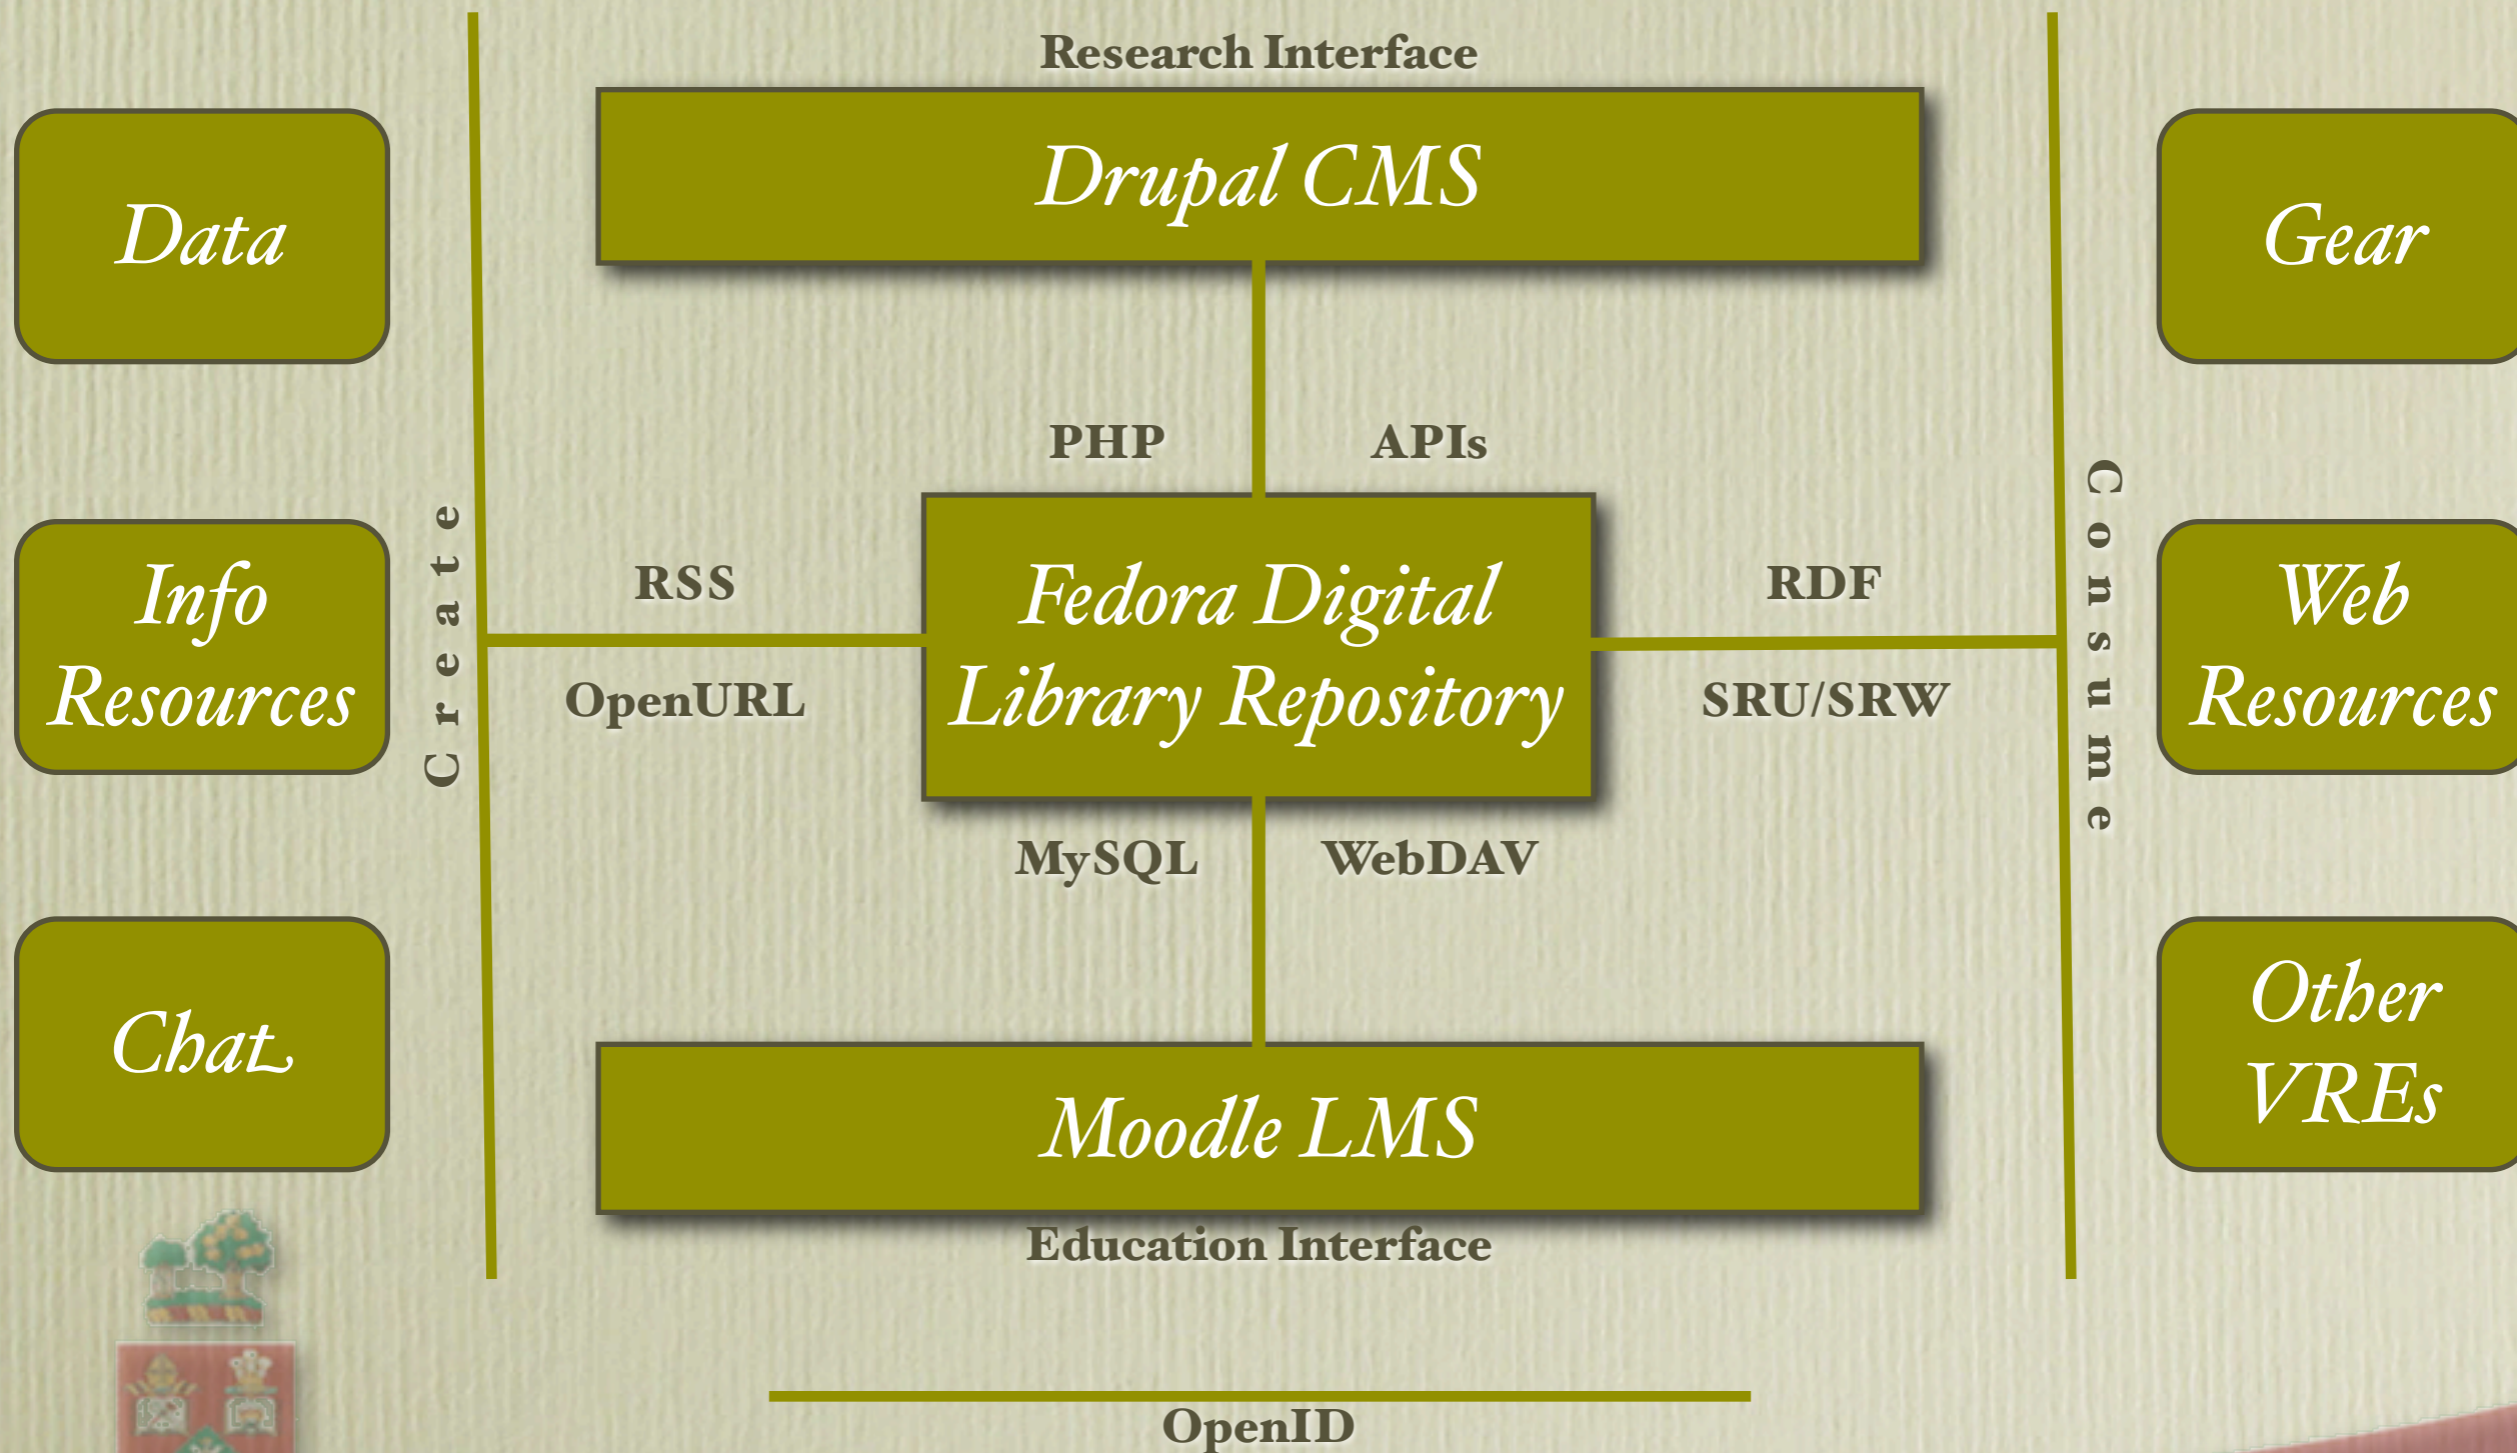 Research Interface
Drupal CMS
Data
Gear
PHP
APIs
Create
Consume
RSS
RDF
Info
Resources
Fedora Digital
Library Repository
Web
Resources
OpenURL
SRU/SRW
MySQL
WebDAV
Chat
Other
VREs
Moodle LMS
Education Interface
OpenID